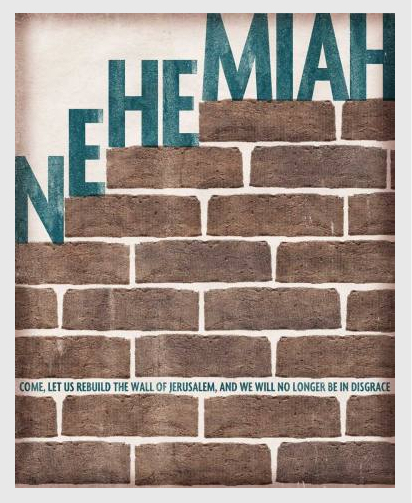 NEHEMIAH
COME, LET US REBUILD THE WALL OF JERUSALEM, AND WE WILL NO LONGER BE IN DISGRACE